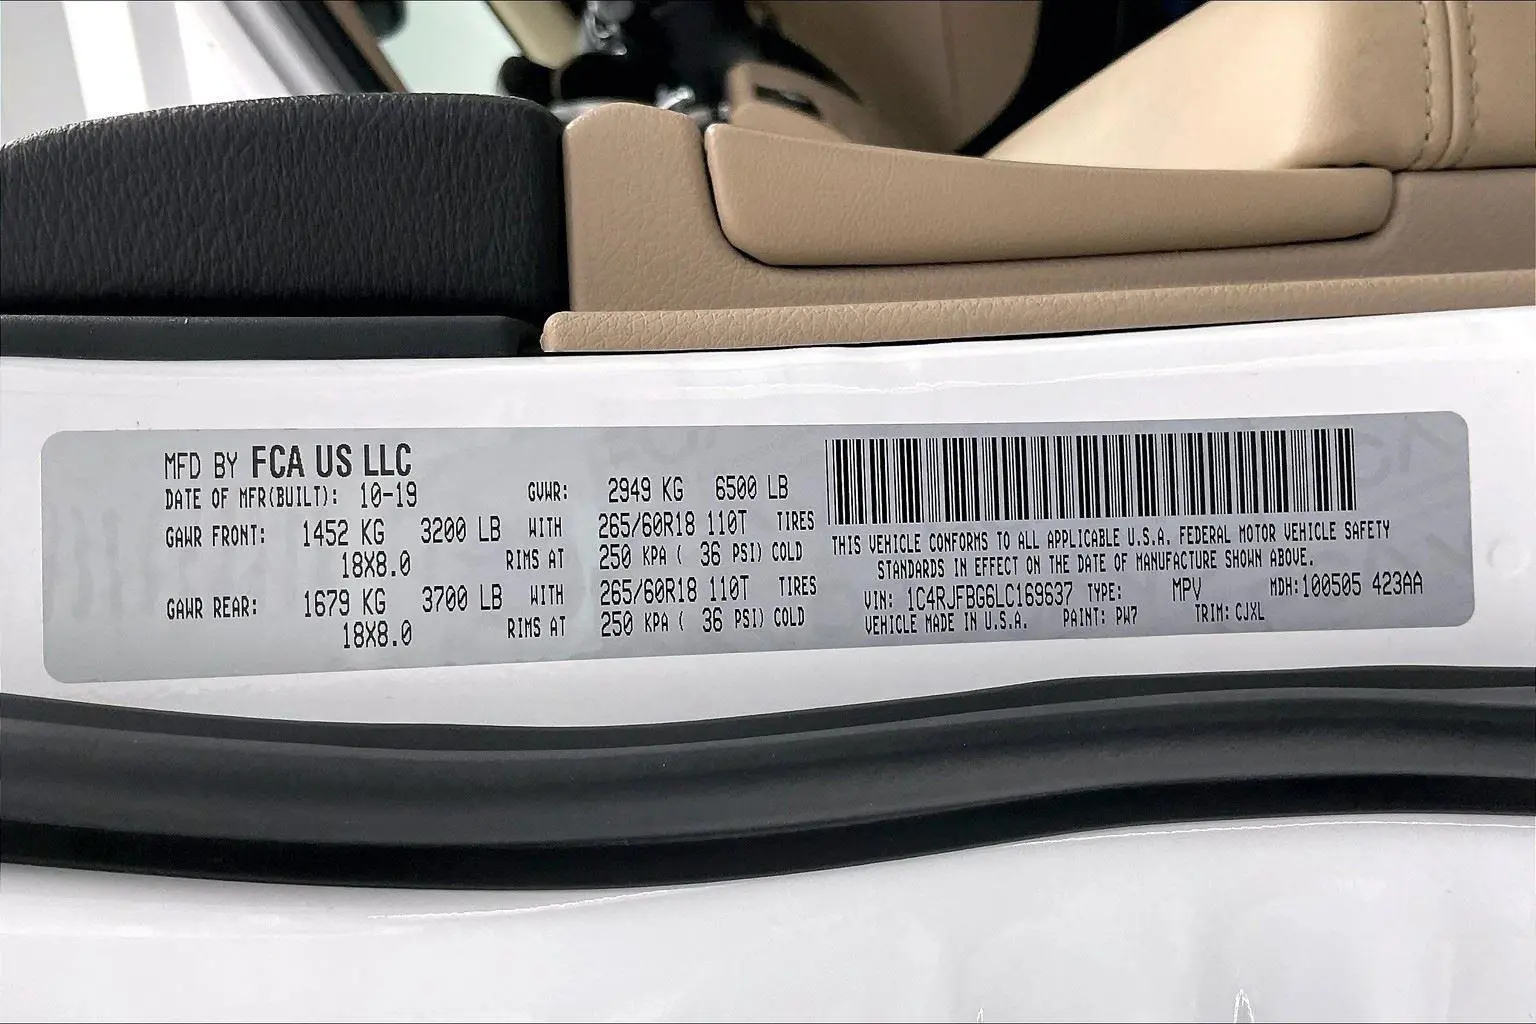 MFD BY FCA US LLC
DATE OF MFR(BUILT): 10-19 GVWR: 2949 KG 6500 LB
GAWR FRONT: 1452 KG 3200 LB WITH 265/60R18 110T TIRES
18X8.0 RIMS AT 250 KPA ( 36 PSI) COLD
GAWR REAR: 1679 KG 3700 LB WITH 265/60R18 110T TIRES
18X8.0 RIMS AT 250 KPA ( 36 PSI) COLD
THIS VEHICLE CONFORMS TO ALL APPLICABLE U.S.A. FEDERAL MOTOR VEHICLE SAFETY
STANDARDS IN EFFECT ON THE DATE OF MANUFACTURE SHOWN ABOVE.
VIN: 1C4RJFBG6LC169637 TYPE: MPV MDH:100505 423AA
VEHICLE MADE IN U.S.A. PAINT: PW7 TRIM: CJXL